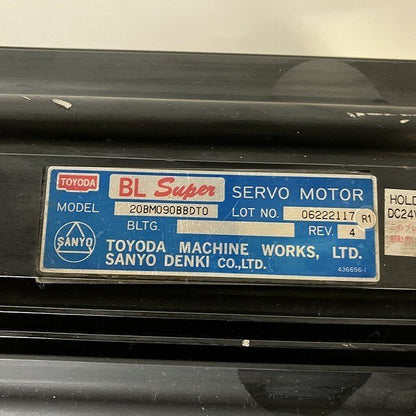 TOYODA
BL Super SERVO MOTOR
MODEL 20BM090BBDT0 LOT NO. 06222117 R1
BLTG. REV. 4
SANYO
TOYODA MACHINE WORKS, LTD.
SANYO DENKI CO.,LTD.
436656-1
HOLD
DC24V